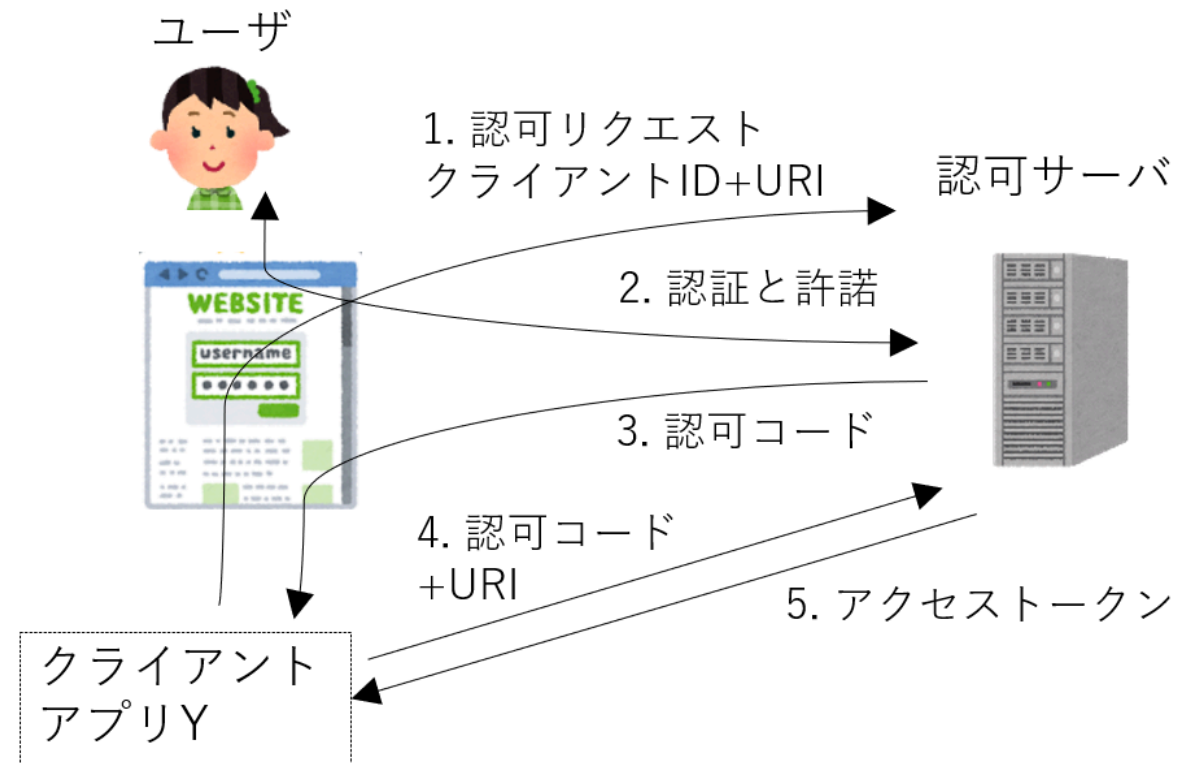 ユーザ
1. 認可リクエスト
クライアントID+URI
認可サーバ
WEBSITE
username
2. 認証と許諾
3. 認可コード
4. 認可コード
+URI
5. アクセストークン
クライアント
アプリY